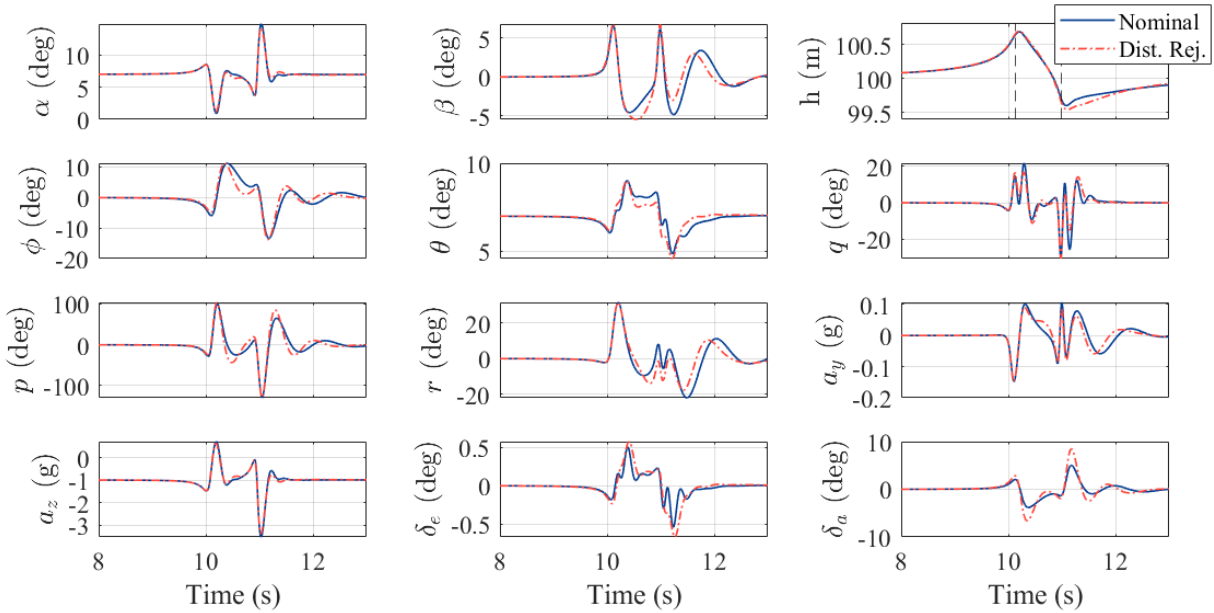 Nominal
Dist. Rej.
α (deg)
15
10
5
0
β (deg)
5
0
-5
h (m)
100.5
100
99.5
ϕ (deg)
10
0
-10
-20
θ (deg)
10
5
q (deg)
20
0
-20
p (deg)
100
0
-100
r (deg)
20
0
-20
a_y (g)
0.1
0
-0.1
-0.2
a_z (g)
0
-1
-2
-3
8 10 12
Time (s)
δ_e (deg)
0.5
0
-0.5
8 10 12
Time (s)
δ_a (deg)
10
0
-10
8 10 12
Time (s)